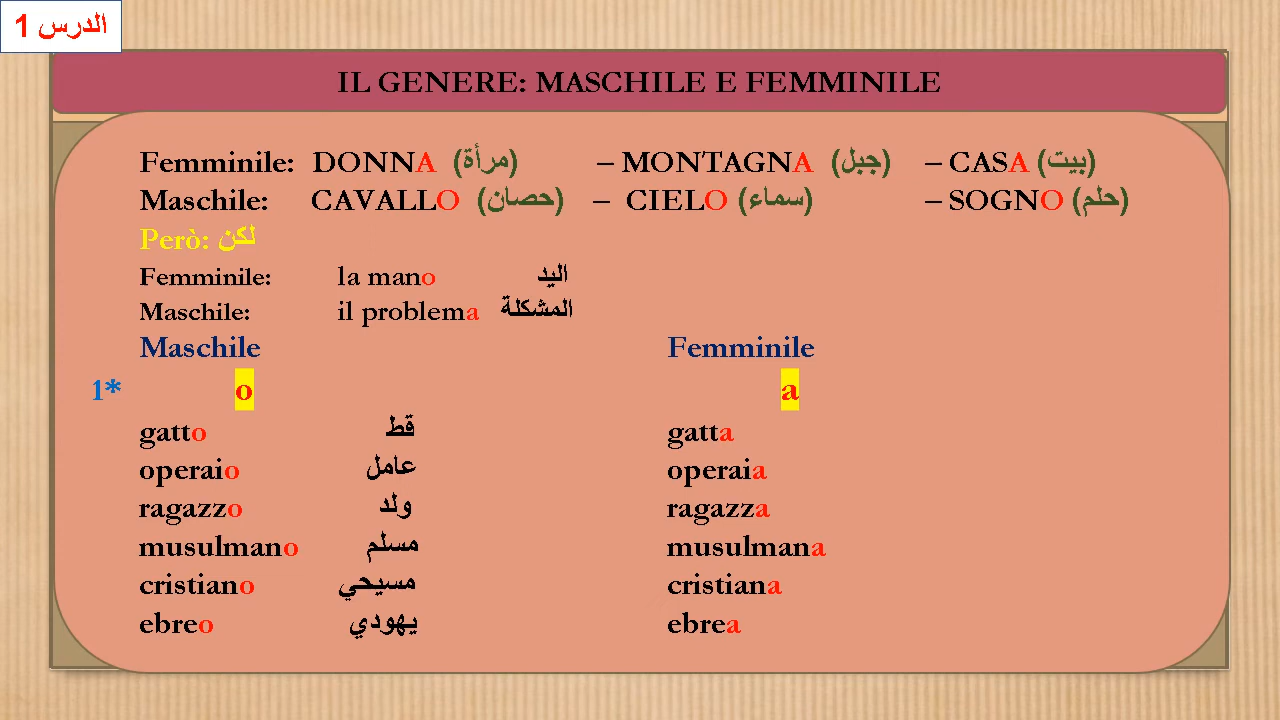 الدرس 1
IL GENERE: MASCHILE E FEMMINILE
Femminile: DONNA (مرأة) – MONTAGNA (جبل) – CASA (بيت)
Maschile: CAVALLO (حصان) – CIELO (سماء) – SOGNO (حلم)
Però: لكن
Femminile: la mano اليد
Maschile: il problema المشكلة
Maschile Femminile
1* o a
gatto قط gatta
operaio عامل operaia
ragazzo ولد ragazza
musulmano مسلم musulmana
cristiano مسيحي cristiana
ebreo يهودي ebrea